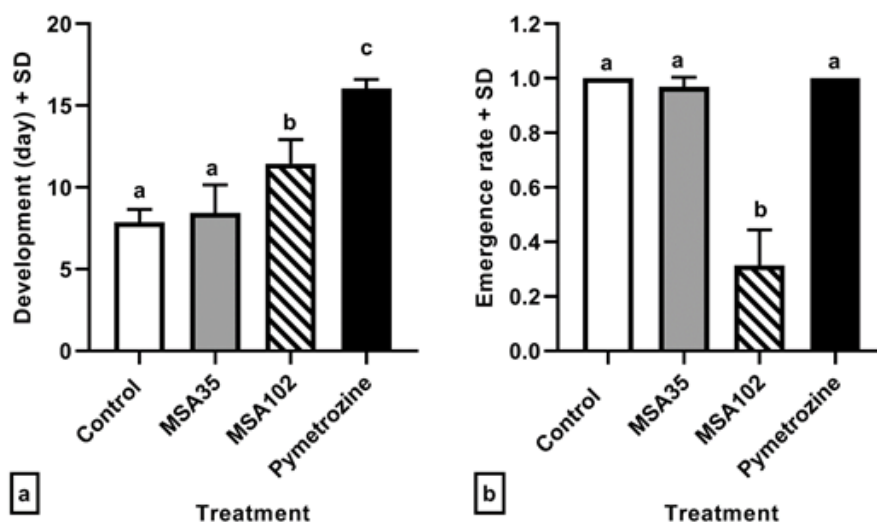 Development (day) + SD
20
15
10
5
0
a
a
b
c
Control
MSA35
MSA102
Pymetrozine
Treatment
a
Emergence rate + SD
1.2
1.0
0.8
0.6
0.4
0.2
0.0
a
a
b
a
Control
MSA35
MSA102
Pymetrozine
Treatment
b